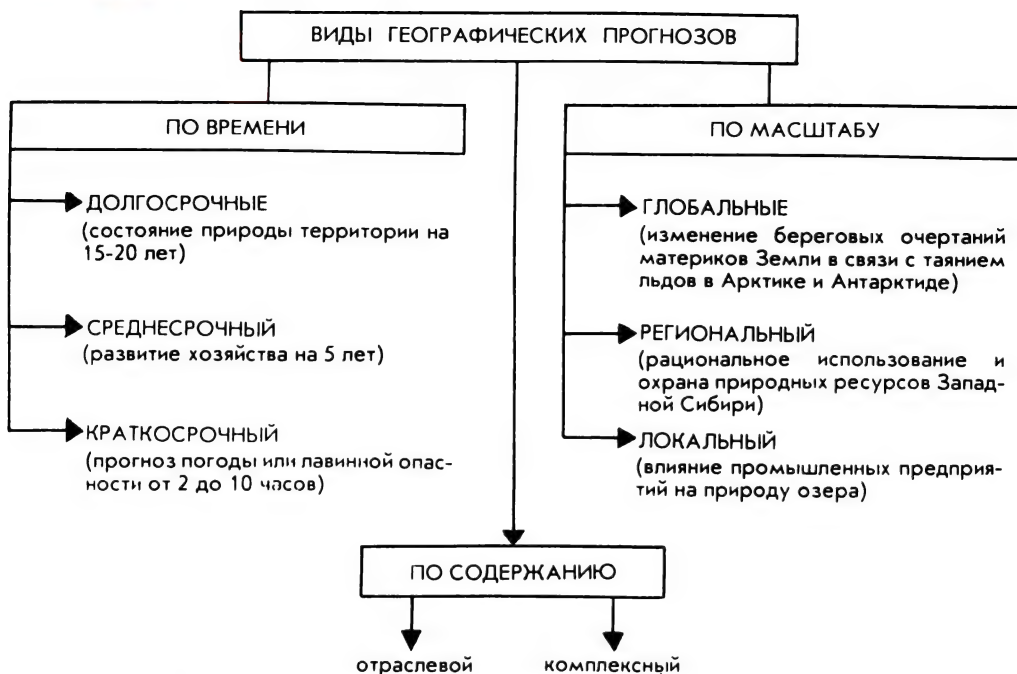 ВИДЫ ГЕОГРАФИЧЕСКИХ ПРОГНОЗОВ
ПО ВРЕМЕНИ
ДОЛГОСРОЧНЫЕ
(состояние природы территории на
15-20 лет)
СРЕДНЕСРОЧНЫЙ
(развитие хозяйства на 5 лет)
КРАТКОСРОЧНЫЙ
(прогноз погоды или лавинной опас-
ности от 2 до 10 часов)
ПО МАСШТАБУ
ГЛОБАЛЬНЫЕ
(изменение береговых очертаний
материков Земли в связи с таянием
льдов в Арктике и Антарктиде)
РЕГИОНАЛЬНЫЙ
(рациональное использование и
охрана природных ресурсов Запад-
ной Сибири)
ЛОКАЛЬНЫЙ
(влияние промышленных предприя-
тий на природу озера)
ПО СОДЕРЖАНИЮ
отраслевой
комплексный